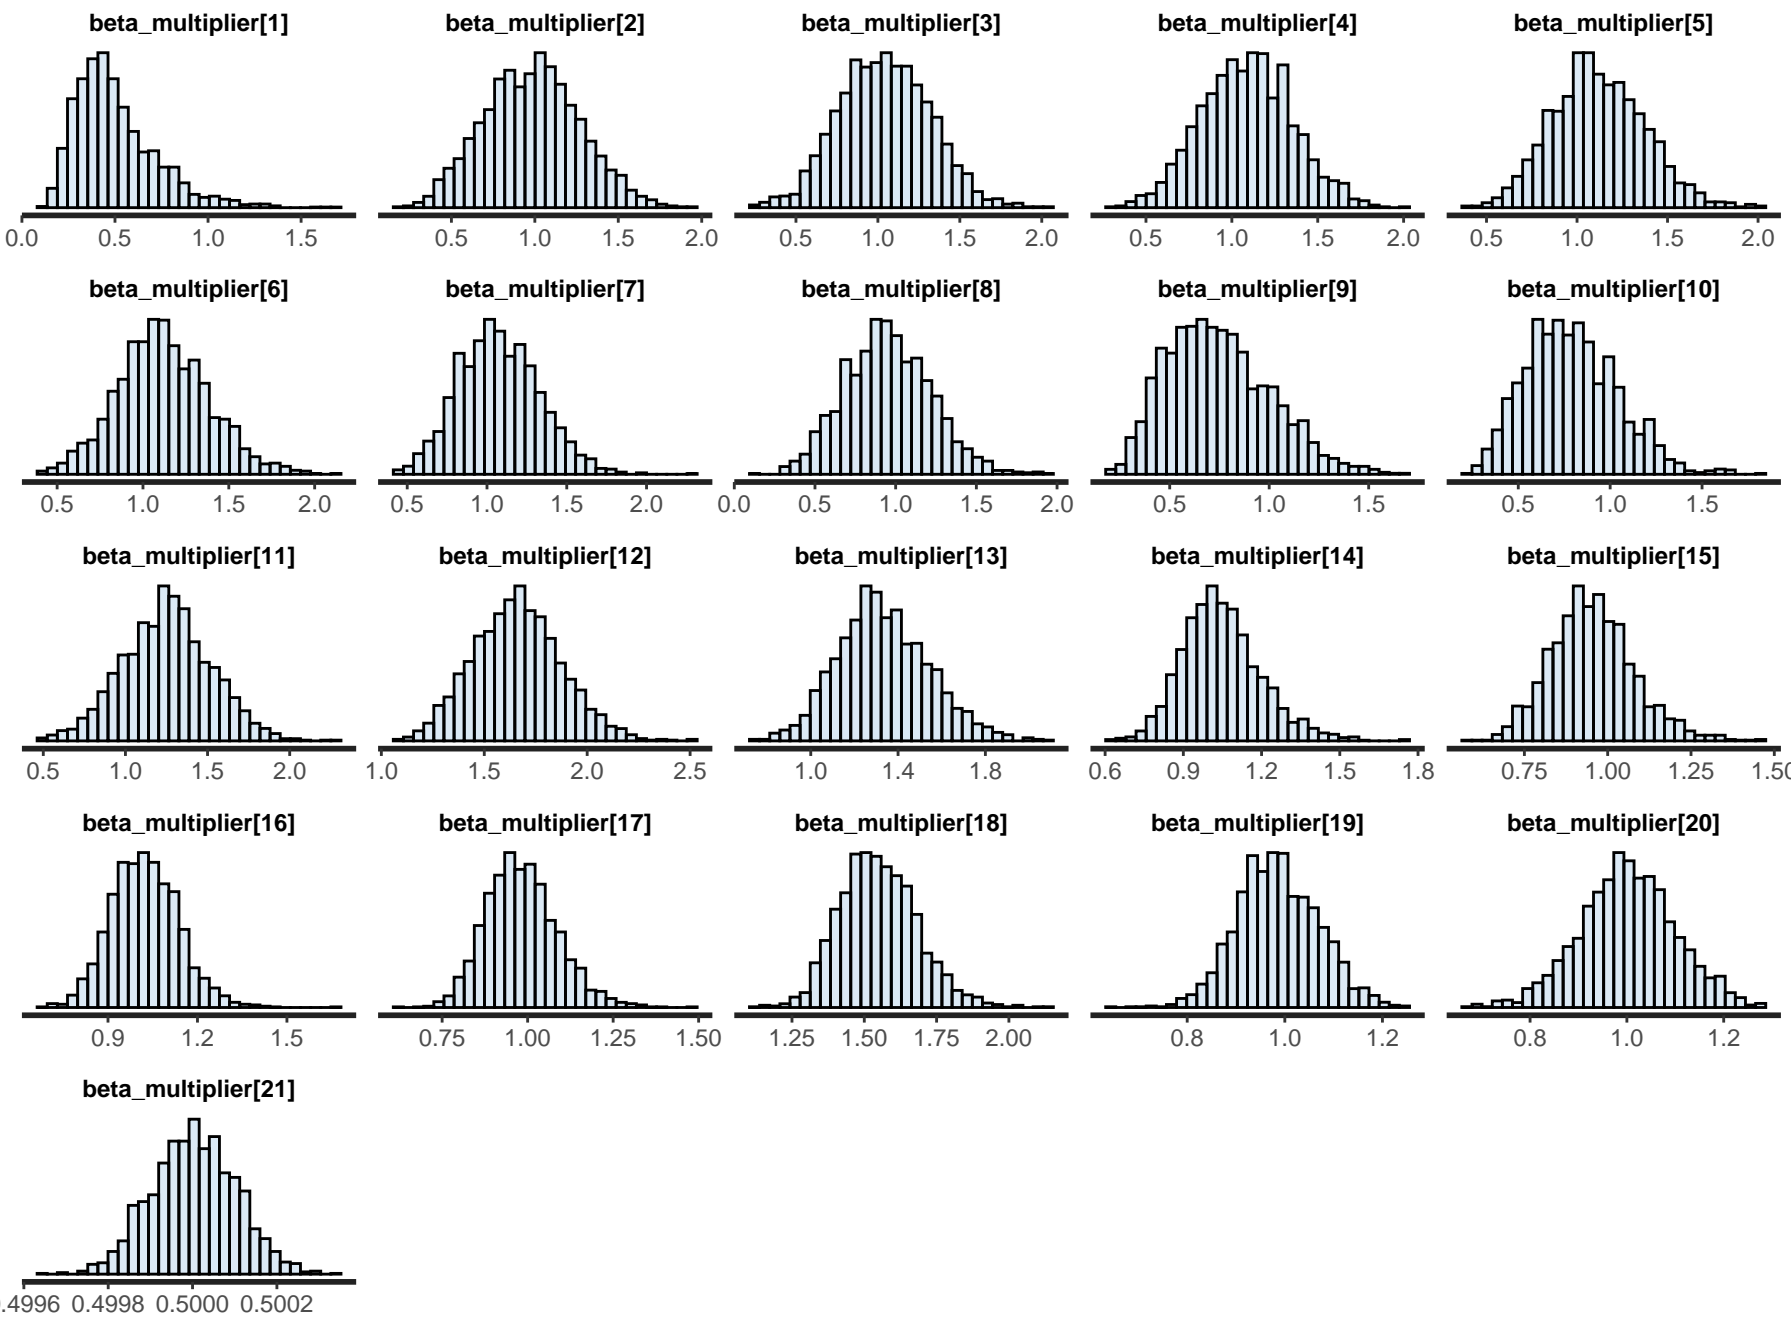 beta_multiplier[1] beta_multiplier[2] beta_multiplier[3] beta_multiplier[4] beta_multiplier[5]
0.0 0.5 1.0 1.5 0.5 1.0 1.5 2.0 0.5 1.0 1.5 2.0 0.5 1.0 1.5 2.0 0.5 1.0 1.5 2.0
beta_multiplier[6] beta_multiplier[7] beta_multiplier[8] beta_multiplier[9] beta_multiplier[10]
0.5 1.0 1.5 2.0 0.5 1.0 1.5 2.0 0.0 0.5 1.0 1.5 2.0 0.5 1.0 1.5 0.5 1.0 1.5
beta_multiplier[11] beta_multiplier[12] beta_multiplier[13] beta_multiplier[14] beta_multiplier[15]
0.5 1.0 1.5 2.0 1.0 1.5 2.0 2.5 1.0 1.4 1.8 0.6 0.9 1.2 1.5 1.8 0.75 1.00 1.25 1.50
beta_multiplier[16] beta_multiplier[17] beta_multiplier[18] beta_multiplier[19] beta_multiplier[20]
0.9 1.2 1.5 0.75 1.00 1.25 1.50 1.25 1.50 1.75 2.00 0.8 1.0 1.2 0.8 1.0 1.2
beta_multiplier[21]
.4996 0.4998 0.5000 0.5002